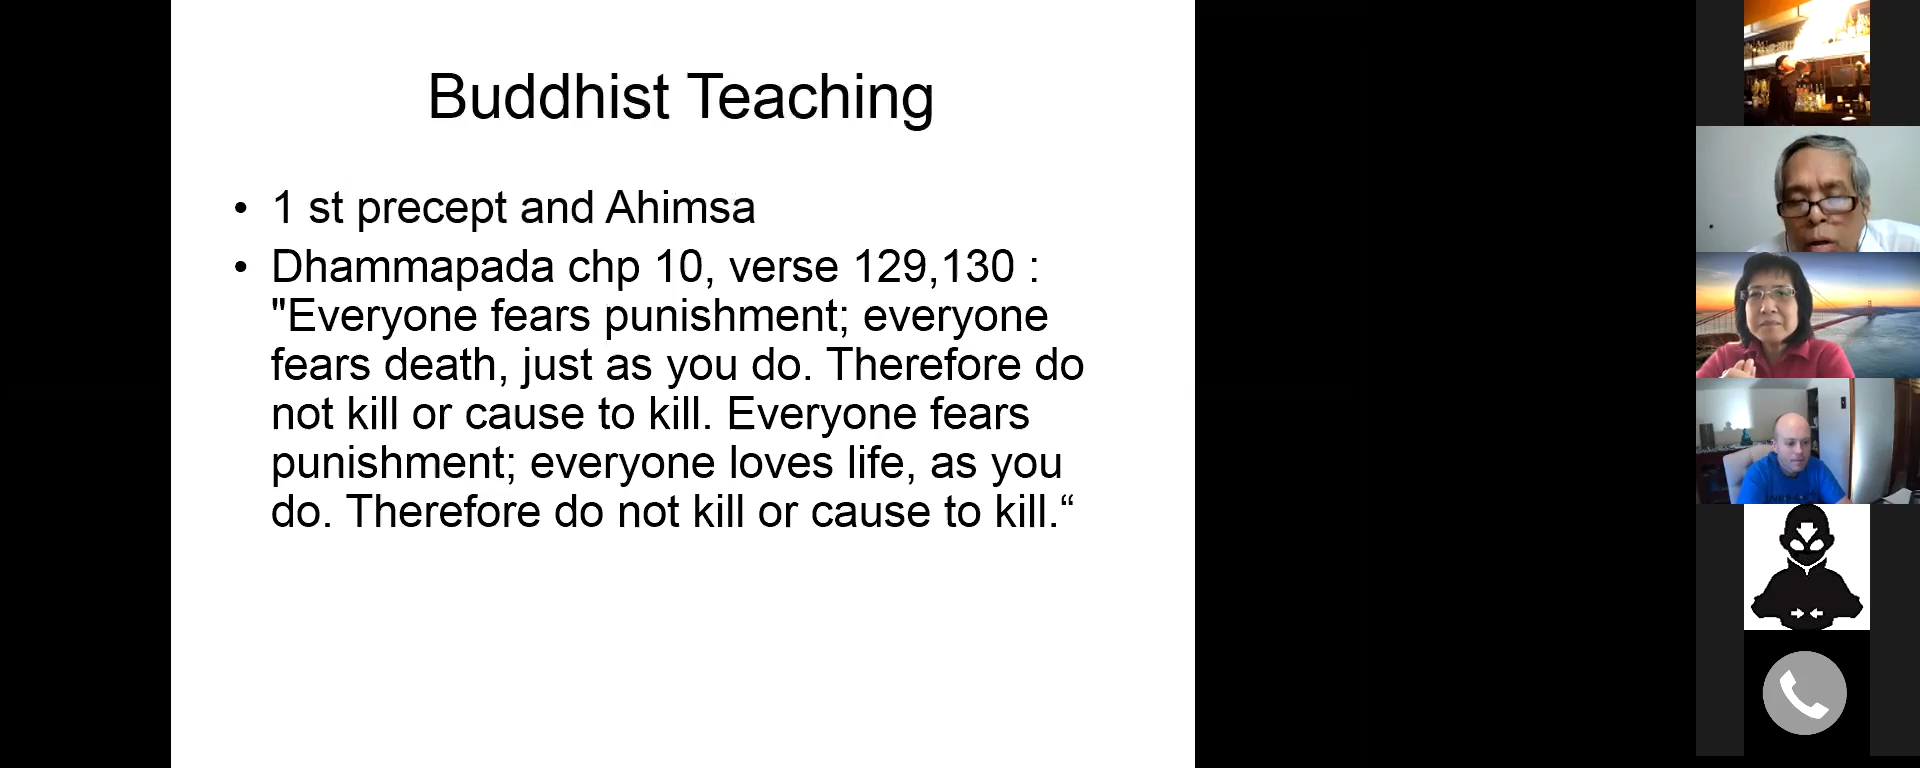 Buddhist Teaching
• 1 st precept and Ahimsa
• Dhammapada chp 10, verse 129,130 :
"Everyone fears punishment; everyone
fears death, just as you do. Therefore do
not kill or cause to kill. Everyone fears
punishment; everyone loves life, as you
do. Therefore do not kill or cause to kill.“